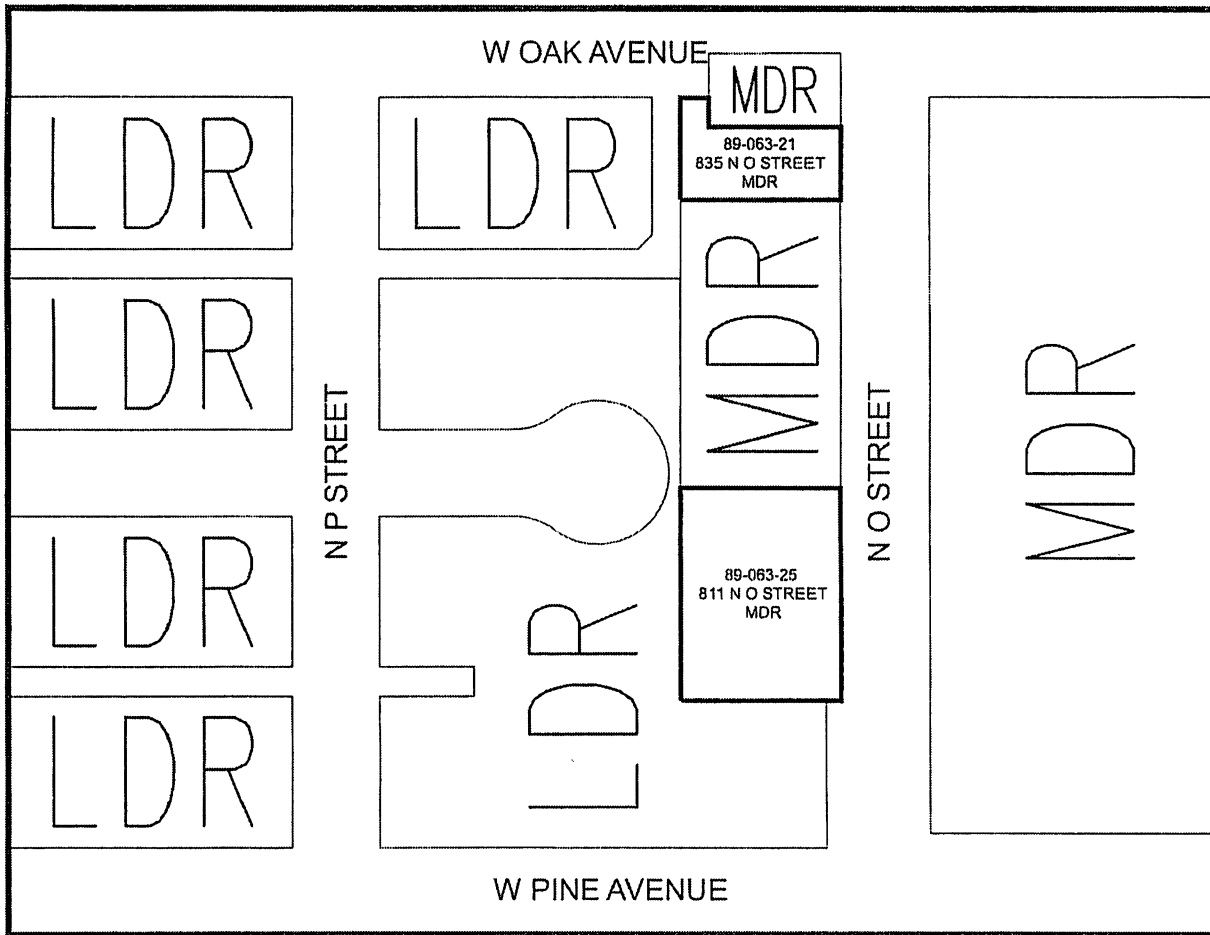 W OAK AVENUE
MDR
LDR
LDR
89-063-21
835 N O STREET
MDR
MDR
LDR
N P STREET
N O STREET
MDR
LDR
89-063-25
811 N O STREET
MDR
LDR
LDR
W PINE AVENUE